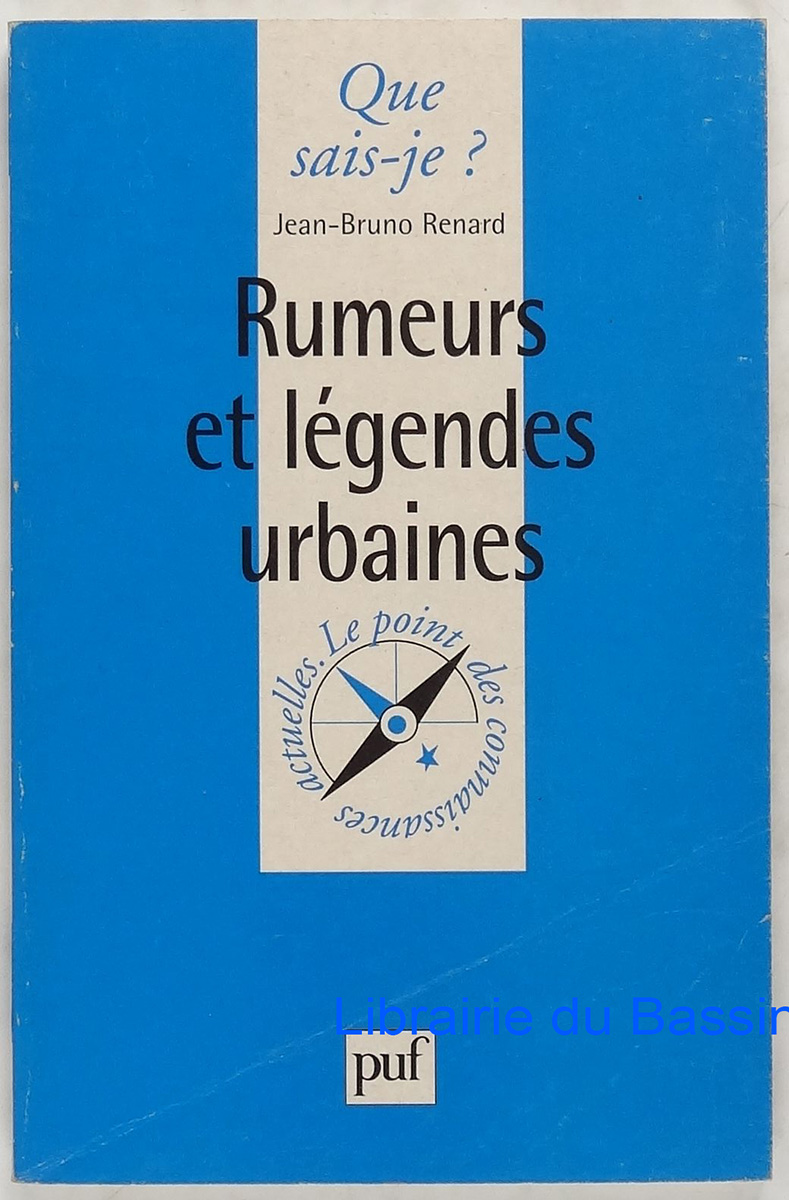 Que
sais-je ?
Jean-Bruno Renard
Rumeurs
et légendes
urbaines
Le point des connaissances actuelles.
Librairie du Bassin
puf